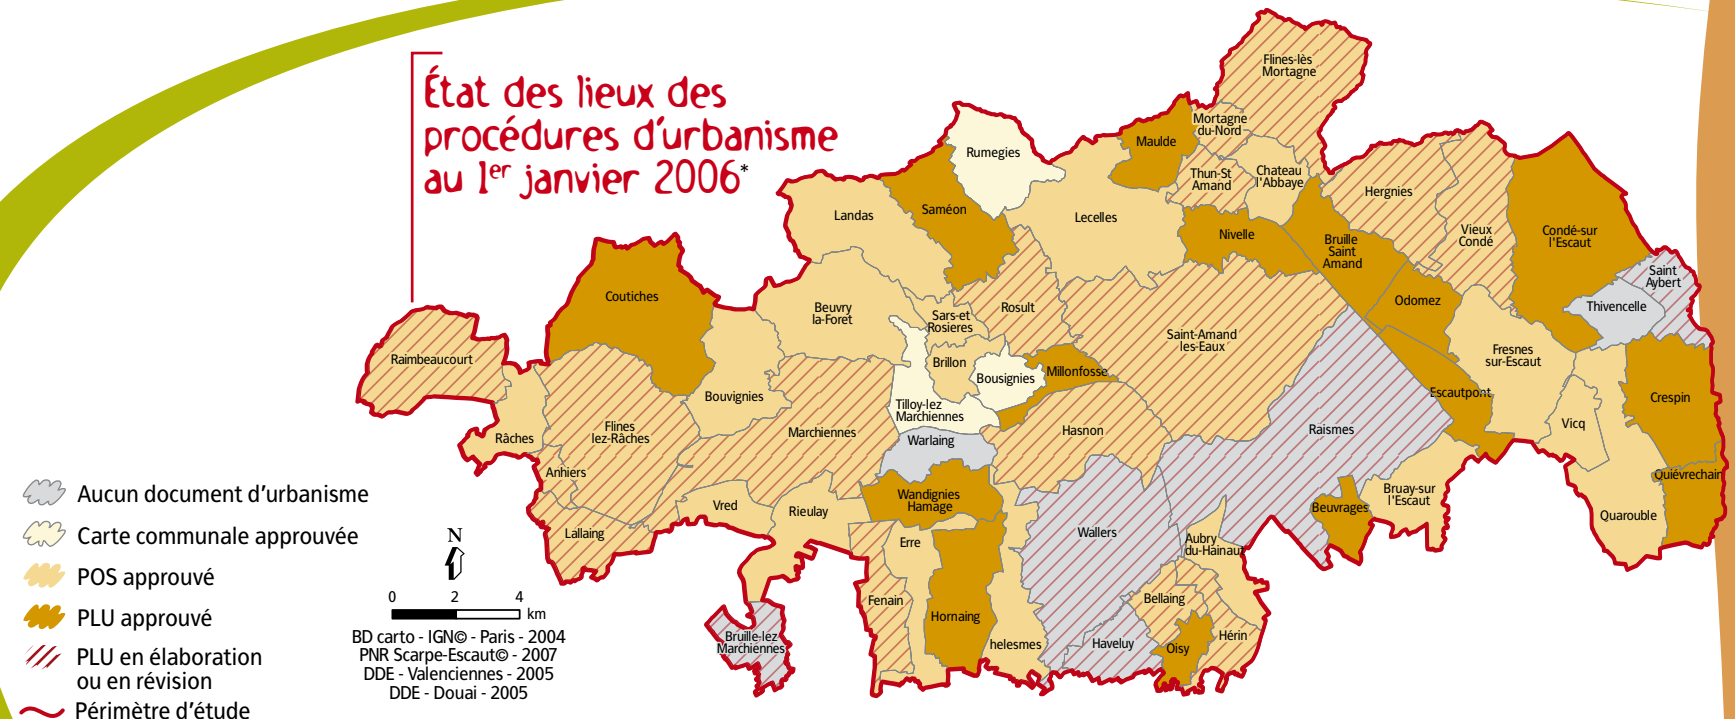 État des lieux des
procédures d'urbanisme
au 1er janvier 2006*
Flines-lès
Mortagne
Mortagne
du-Nord
Maulde
Rumegies
Thun-St
Amand
Chateau
l'Abbaye
Hergnies
Landas
Saméon
Lecelles
Nivelle
Bruille
Saint
Amand
Vieux
Condé
Condé-sur
l'Escaut
Saint
Aybert
Thivencelle
Coutiches
Beuvry
la-Foret
Sars-et
Rosieres
Rosult
Odomez
Saint-Amand
les-Eaux
Fresnes
sur-Escaut
Raimbeaucourt
Brillon
Bousignies
Millonfosse
Escautpont
Crespin
Bouvignies
Tilloy-lez
Marchiennes
Râches
Flines
lez-Râches
Marchiennes
Warlaing
Hasnon
Raismes
Vicq
Anhiers
Quiévrechain
Vred
Rieulay
Wandignies
Hamage
Bruay-sur
l'Escaut
Beuvrages
Quarouble
Lallaing
Erre
Wallers
Aubry
du-Hainaut
Fenain
Hornaing
Bellaing
Bruille-lez
Marchiennes
helesmes
Haveluy
Oisy
Hérin
Aucun document d'urbanisme
Carte communale approuvée
POS approuvé
PLU approuvé
PLU en élaboration
ou en révision
Périmètre d'étude
N
0 2 4
km
BD carto - IGN© - Paris - 2004
PNR Scarpe-Escaut© - 2007
DDE - Valenciennes - 2005
DDE - Douai - 2005